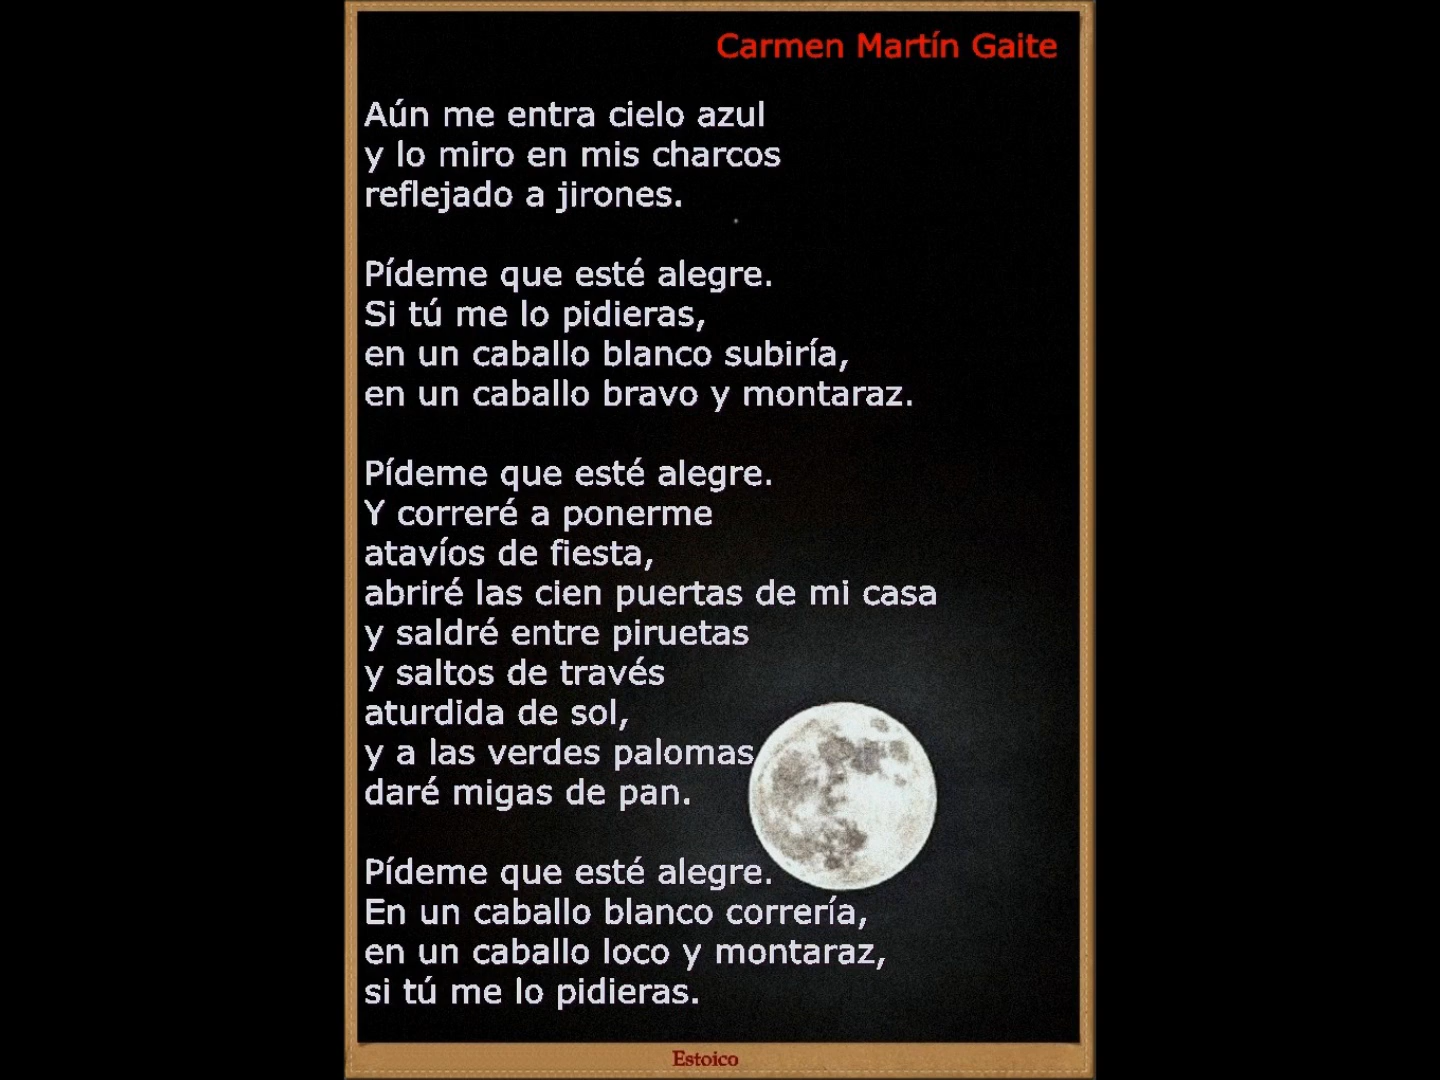 Carmen Martín Gaite
Aún me entra cielo azul
y lo miro en mis charcos
reflejado a jirones.
Pídeme que esté alegre.
Si tú me lo pidieras,
en un caballo blanco subiría,
en un caballo bravo y montaraz.
Pídeme que esté alegre.
Y correré a ponerme
atavíos de fiesta,
abriré las cien puertas de mi casa
y saldré entre piruetas
y saltos de través
aturdida de sol,
y a las verdes palomas
daré migas de pan.
Pídeme que esté alegre.
En un caballo blanco correría,
en un caballo loco y montaraz,
si tú me lo pidieras.
Estoico